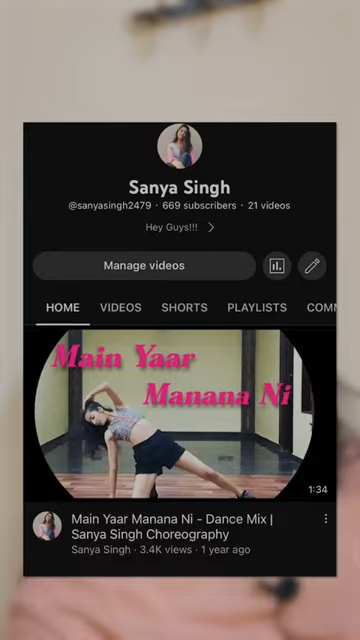 Sanya Singh
@sanyasingh2479 · 669 subscribers · 21 videos
Hey Guys!!!
Manage videos
HOME VIDEOS SHORTS PLAYLISTS COMM
Main Yaar
Manana Ni
1:34
Main Yaar Manana Ni - Dance Mix |
Sanya Singh Choreography
Sanya Singh · 3.4K views · 1 year ago